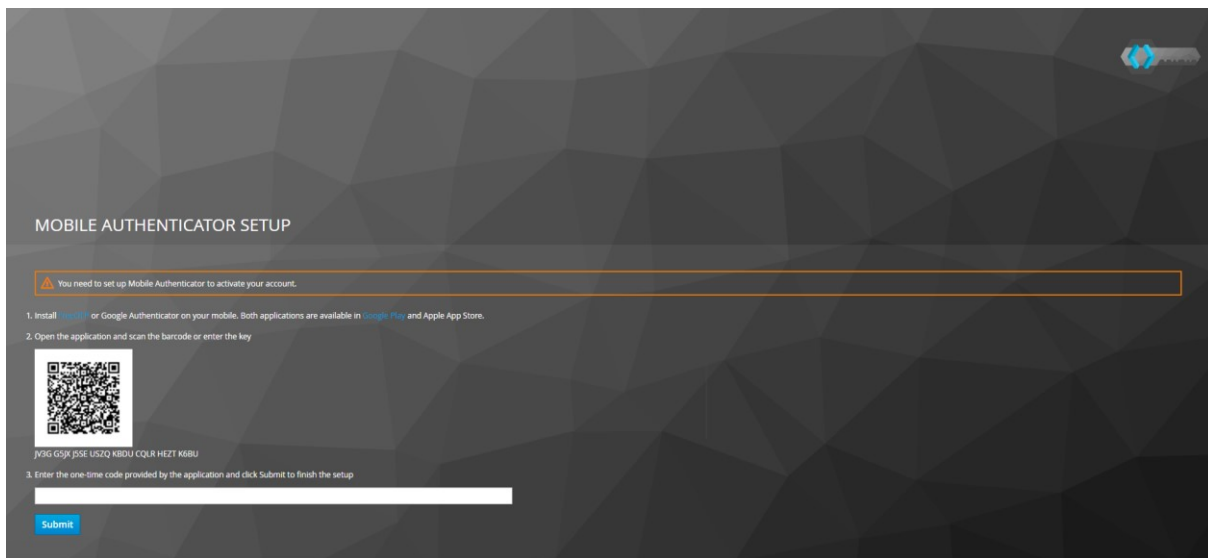 MOBILE AUTHENTICATOR SETUP
You need to set up Mobile Authenticator to activate your account.
1. Install FreeOTP or Google Authenticator on your mobile. Both applications are available in Google Play and Apple App Store.
2. Open the application and scan the barcode or enter the key
JV3G G5JX J5SE USZQ KBDU CQLR HEZT K6BU
3. Enter the one-time code provided by the application and click Submit to finish the setup
Submit